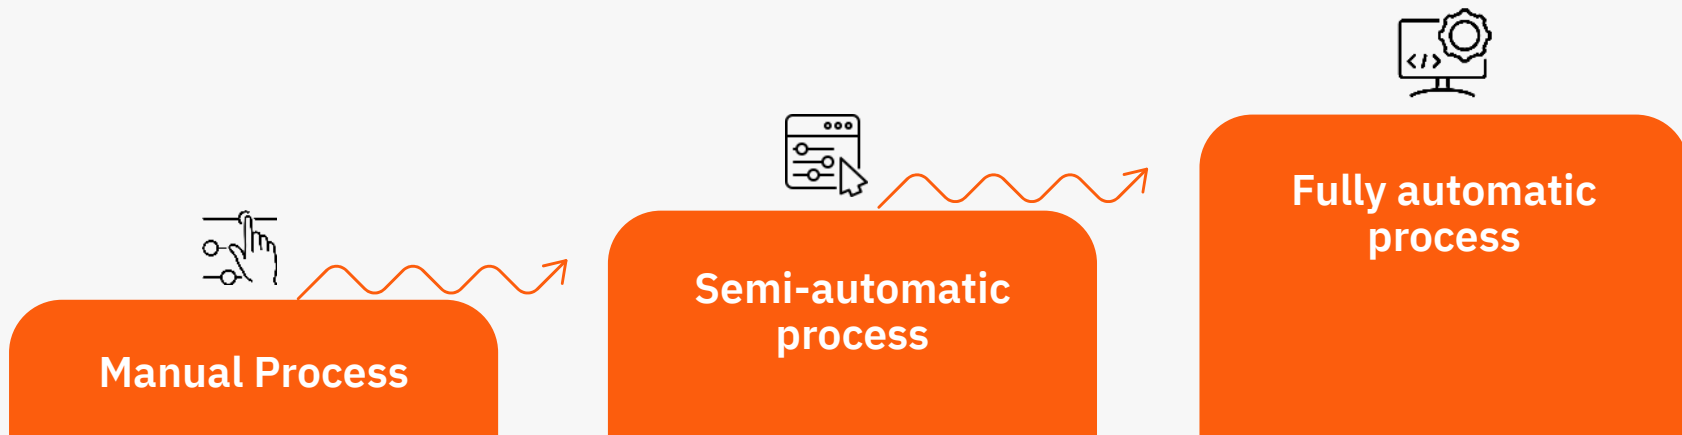 Manual Process
Semi-automatic
process
Fully automatic
process